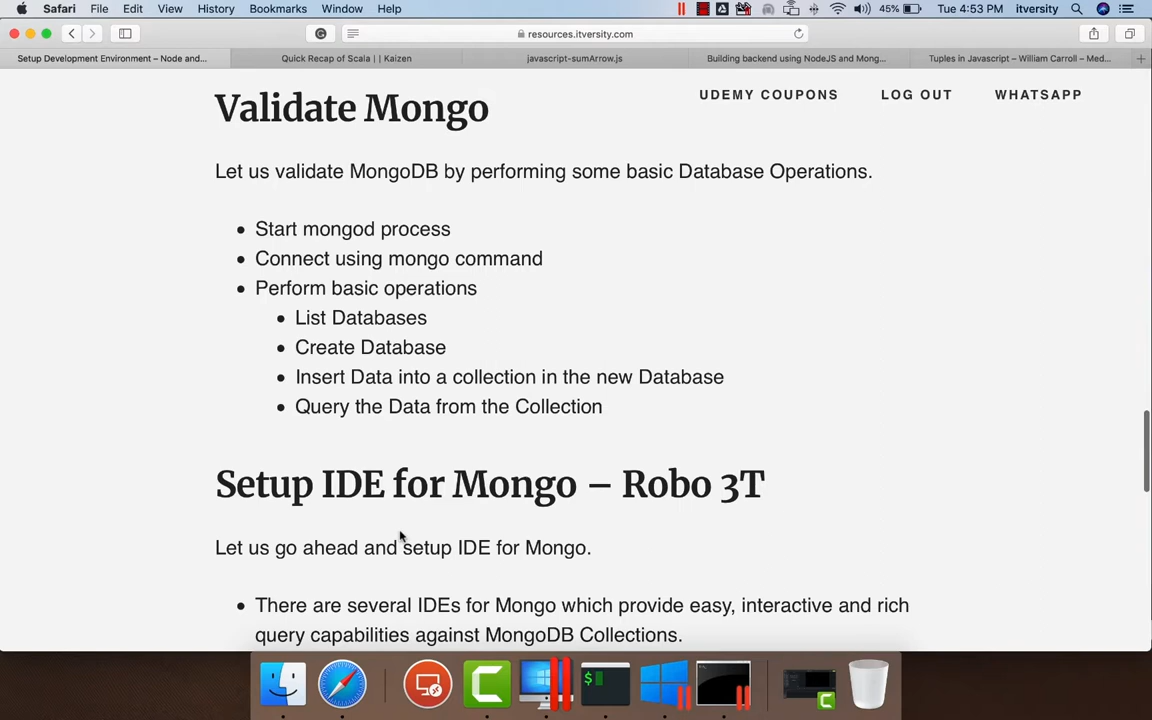 Safari File Edit View History Bookmarks Window Help 45% Tue 4:53 PM itversity
resources.itversity.com
Setup Development Environment – Node and... Quick Recap of Scala | | Kaizen javascript-sumArrow.js Building backend using NodeJS and Mong... Tuples in Javascript – William Carroll – Med...
UDEMY COUPONS LOG OUT WHATSAPP
Validate Mongo
Let us validate MongoDB by performing some basic Database Operations.
Start mongod process
Connect using mongo command
Perform basic operations
List Databases
Create Database
Insert Data into a collection in the new Database
Query the Data from the Collection
Setup IDE for Mongo – Robo 3T
Let us go ahead and setup IDE for Mongo.
There are several IDEs for Mongo which provide easy, interactive and rich
query capabilities against MongoDB Collections.
$